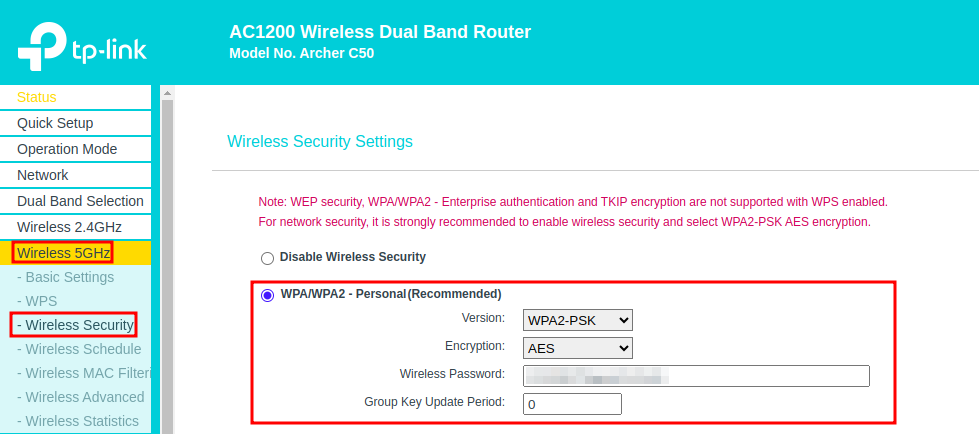 tp-link
AC1200 Wireless Dual Band Router
Model No. Archer C50
Status
Quick Setup
Operation Mode
Network
Dual Band Selection
Wireless 2.4GHz
Wireless 5GHz
- Basic Settings
- WPS
- Wireless Security
- Wireless Schedule
- Wireless MAC Filteri
- Wireless Advanced
- Wireless Statistics
Wireless Security Settings
Note: WEP security, WPA/WPA2 - Enterprise authentication and TKIP encryption are not supported with WPS enabled.
For network security, it is strongly recommended to enable wireless security and select WPA2-PSK AES encryption.
Disable Wireless Security
WPA/WPA2 - Personal(Recommended)
Version: WPA2-PSK
Encryption: AES
Wireless Password:
Group Key Update Period: 0